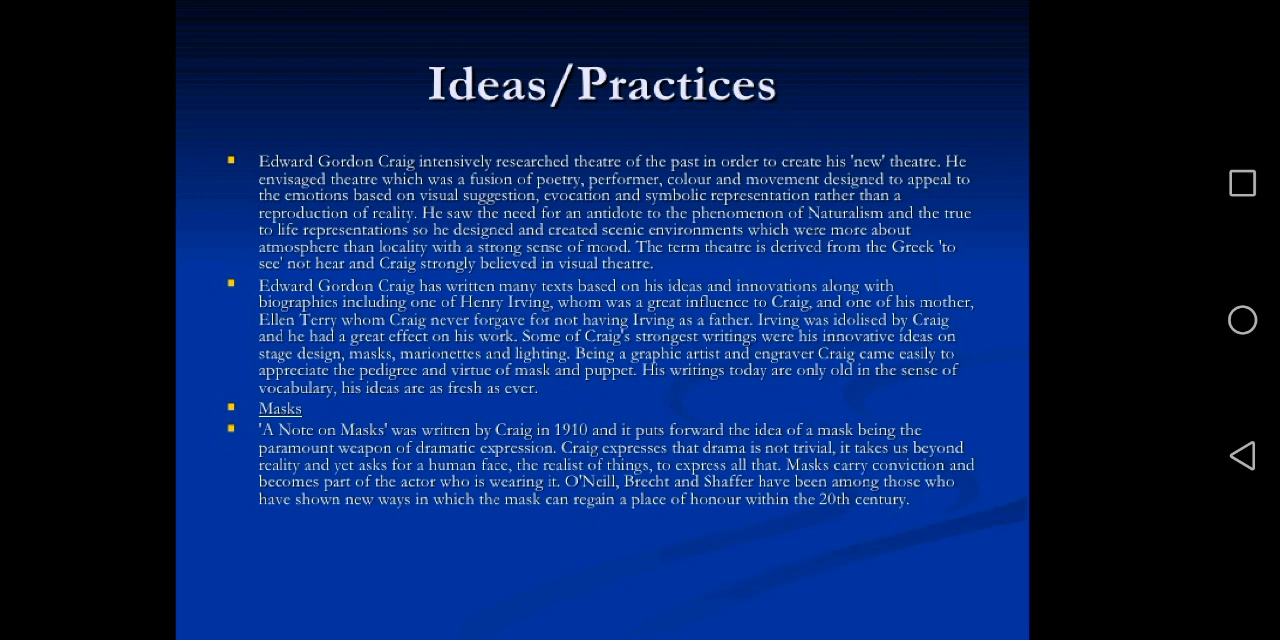 Ideas/Practices
Edward Gordon Craig intensively researched theatre of the past in order to create his 'new' theatre. He
envisaged theatre which was a fusion of poetry, performer, colour and movement designed to appeal to
the emotions based on visual suggestion, evocation and symbolic representation rather than a
reproduction of reality. He saw the need for an antidote to the phenomenon of Naturalism and the true
to life representations so he designed and created scenic environments which were more about
atmosphere than locality with a strong sense of mood. The term theatre is derived from the Greek 'to
see' not hear and Craig strongly believed in visual theatre.
Edward Gordon Craig has written many texts based on his ideas and innovations along with
biographies including one of Henry Irving, whom was a great influence to Craig, and one of his mother,
Ellen Terry whom Craig never forgave for not having Irving as a father. Irving was idolised by Craig
and he had a great effect on his work. Some of Craig's strongest writings were his innovative ideas on
stage design, masks, marionettes and lighting. Being a graphic artist and engraver Craig came easily to
appreciate the pedigree and virtue of mask and puppet. His writings today are only old in the sense of
vocabulary, his ideas are as fresh as ever.
Masks
'A Note on Masks' was written by Craig in 1910 and it puts forward the idea of a mask being the
paramount weapon of dramatic expression. Craig expresses that drama is not trivial, it takes us beyond
reality and yet asks for a human face, the realist of things, to express all that. Masks carry conviction and
becomes part of the actor who is wearing it. O'Neill, Brecht and Shaffer have been among those who
have shown new ways in which the mask can regain a place of honour within the 20th century.